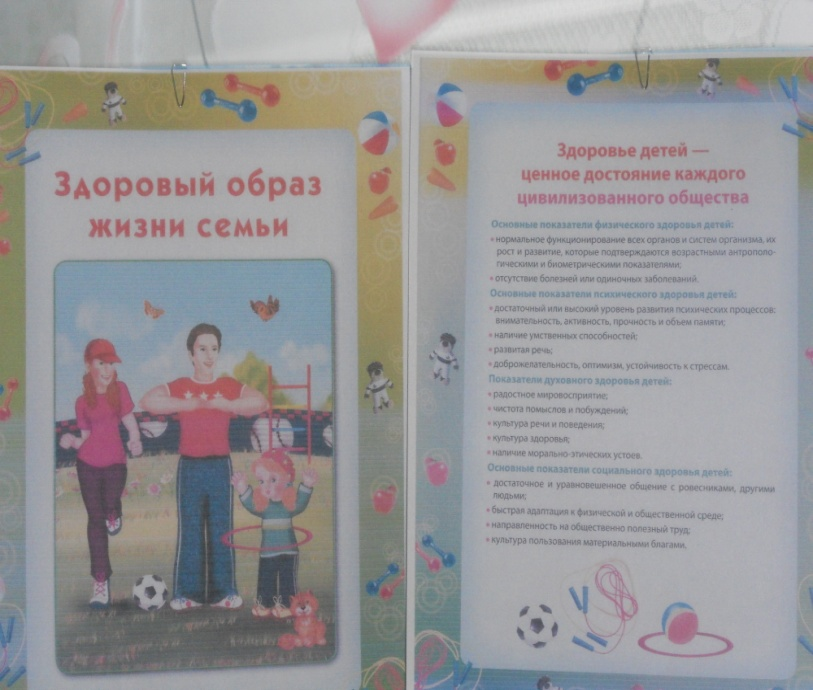 Здоровый образ
жизни семьи
Здоровье детей —
ценное достояние каждого
цивилизованного общества
Основные показатели физического здоровья детей:
• нормальное функционирование всех органов и систем организма, их
рост и развитие, которые подтверждаются возрастными антрополо-
гическими и биометрическими показателями;
• отсутствие болезней или одиночных заболеваний.
Основные показатели психического здоровья детей:
• достаточный или высокий уровень развития психических процессов:
внимательность, активность, прочность и объем памяти;
• наличие умственных способностей;
• развитая речь;
• доброжелательность, оптимизм, устойчивость к стрессам.
Показатели духовного здоровья детей:
• радостное мировосприятие;
• чистота помыслов и побуждений;
• культура речи и поведения;
• культура здоровья;
• наличие морально-этических устоев.
Основные показатели социального здоровья детей:
• достаточное и уравновешенное общение с ровесниками, другими
людьми;
• быстрая адаптация к физической и общественной среде;
• направленность на общественно полезный труд;
• культура пользования материальными благами.